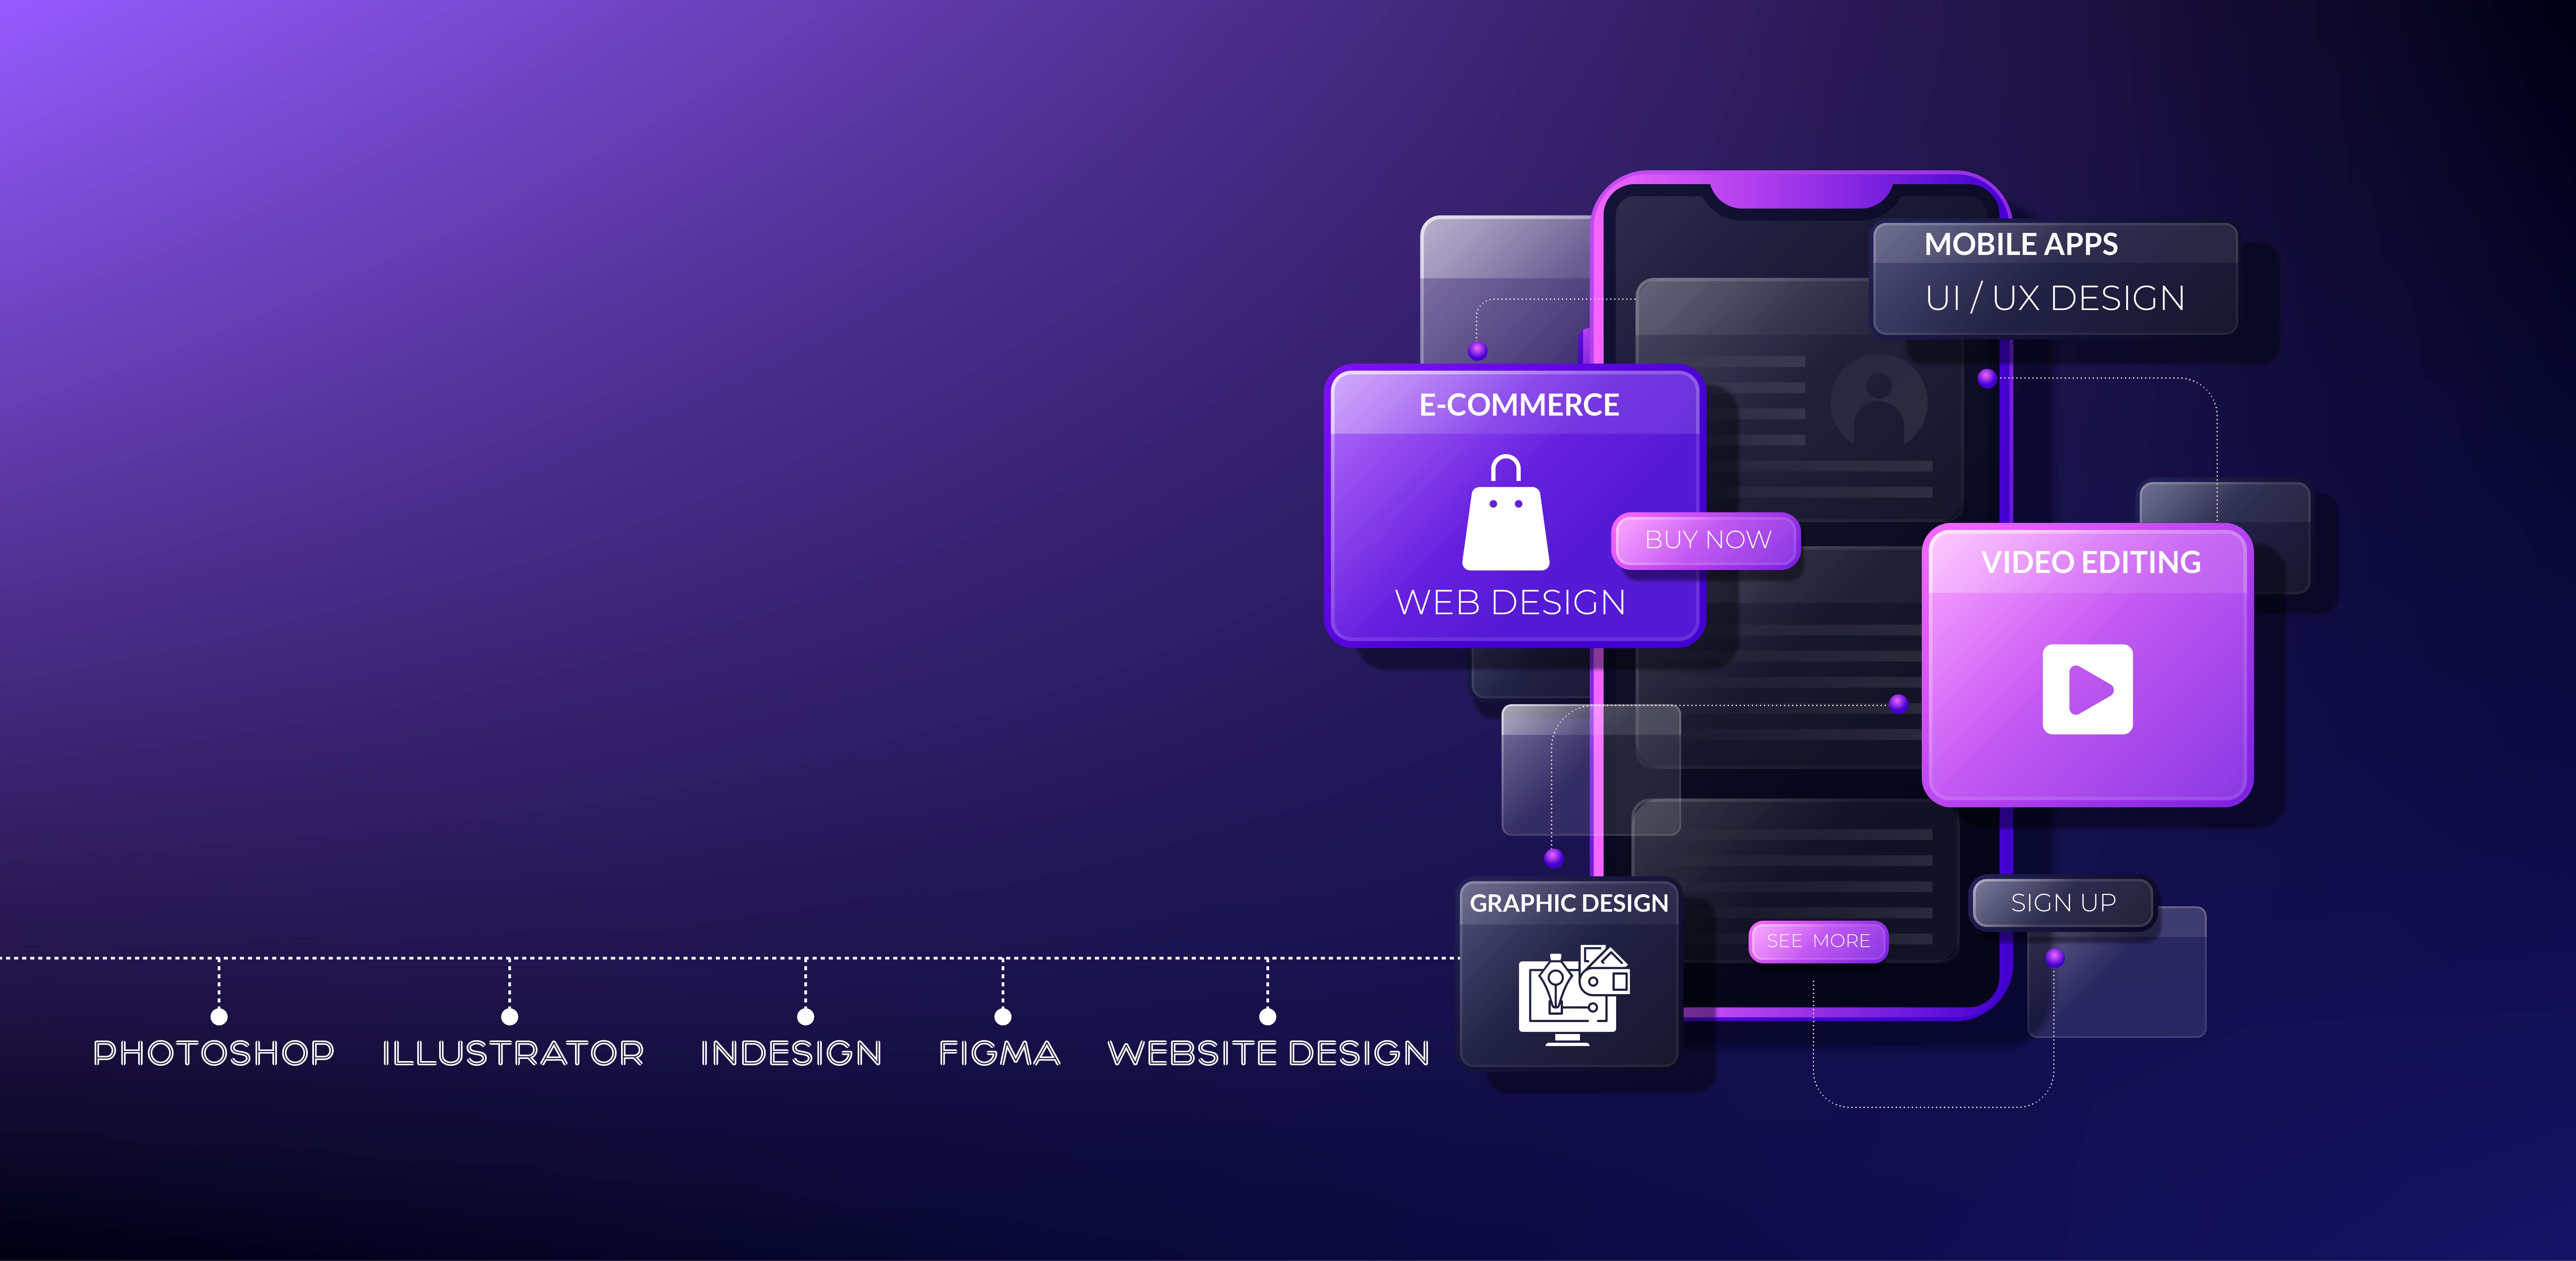 MOBILE APPS
UI / UX DESIGN
E-COMMERCE
BUY NOW
WEB DESIGN
VIDEO EDITING
GRAPHIC DESIGN
SIGN UP
SEE MORE
PHOTOSHOP
ILLUSTRATOR
INDESIGN
FIGMA
WEBSITE DESIGN